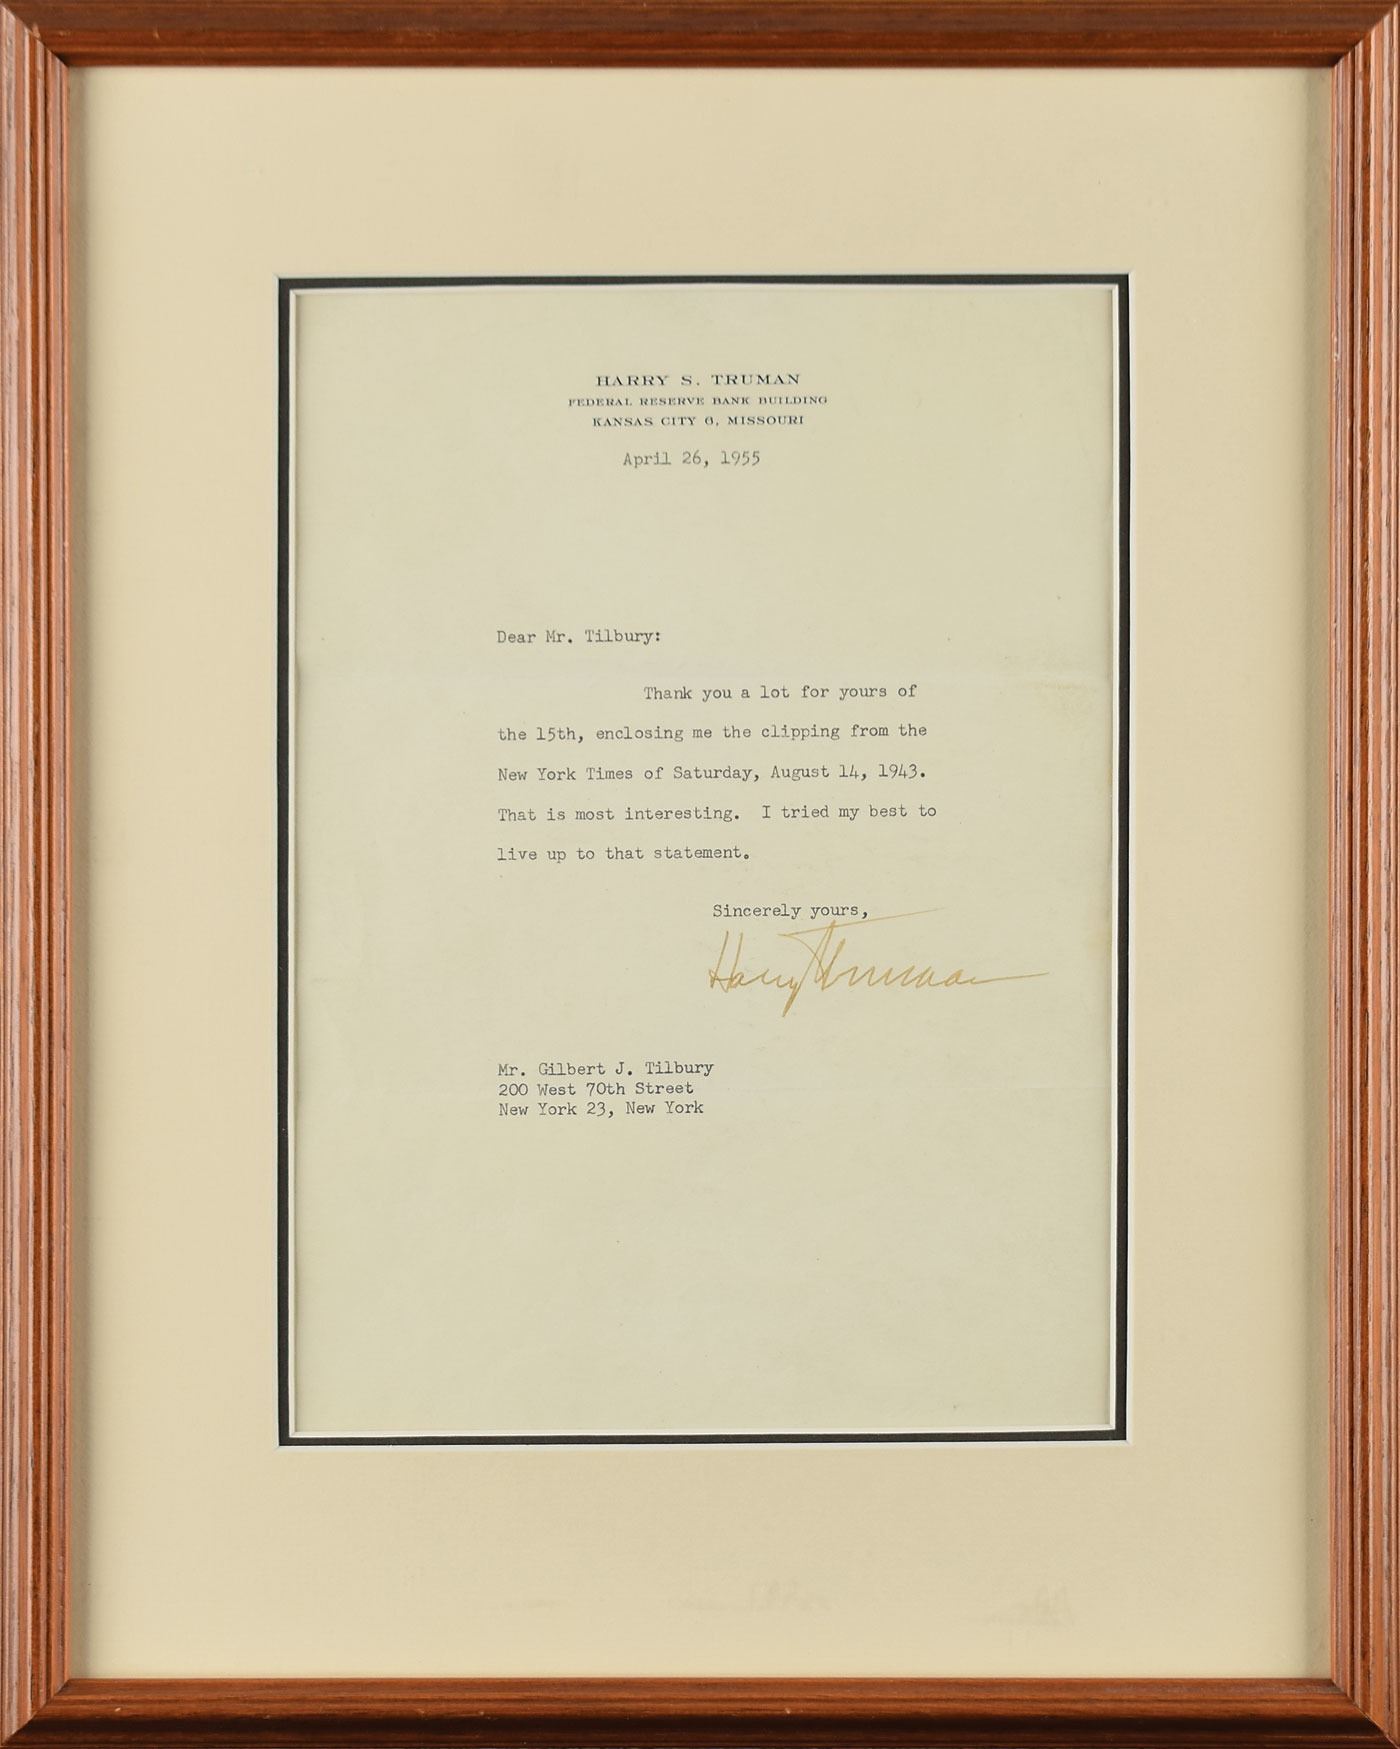 HARRY S. TRUMAN
FEDERAL RESERVE BANK BUILDING
KANSAS CITY 6, MISSOURI
April 26, 1955
Dear Mr. Tilbury:
Thank you a lot for yours of
the 15th, enclosing me the clipping from the
New York Times of Saturday, August 14, 1943.
That is most interesting.  I tried my best to
live up to that statement.
Sincerely yours,
Harry Truman
Mr. Gilbert J. Tilbury
200 West 70th Street
New York 23, New York